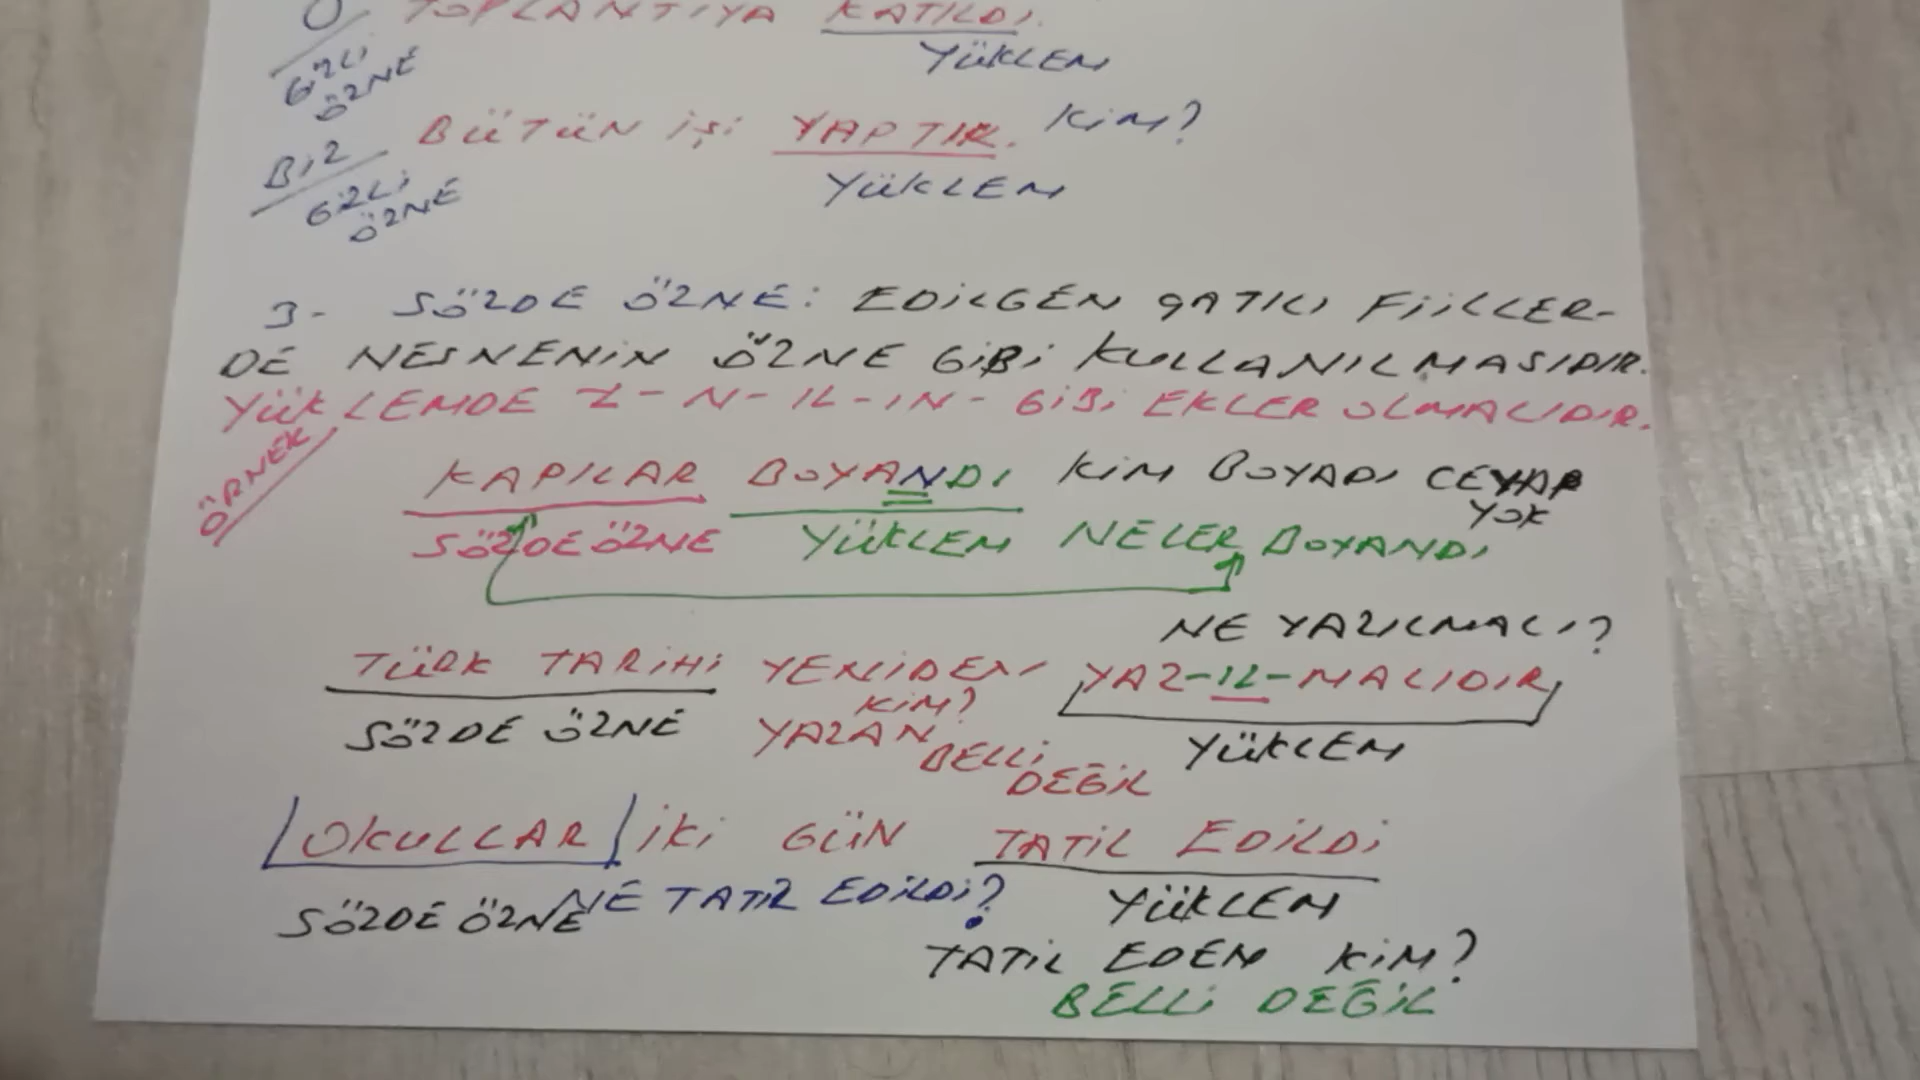 O TOPLANTIYA KATILDI.
GİZLİ ÖZNE YÜKLEM
BİZ BÜTÜN İŞİ YAPTIK. KİM?
GİZLİ ÖZNE YÜKLEM
3- SÖZDE ÖZNE: EDİLGEN ÇATILI FİİLLER-
DE NESNENİN ÖZNE GİBİ KULLANILMASIDIR.
YÜKLEMDE L-N-IL-IN- GİBİ EKLER OLMALIDIR.
ÖRNEK
KAPILAR BOYANDI KİM BOYADI CEVAP YOK
SÖZDE ÖZNE YÜKLEM NELER BOYANDI
NE YAZILMALI?
TÜRK TARİHİ YENİDEN YAZ-IL-MALIDIR
SÖZDE ÖZNE KİM? YAZAN BELLİ DEĞİL YÜKLEM
OKULLAR İKİ GÜN TATİL EDİLDİ
SÖZDE ÖZNE NE TATİL EDİLDİ? YÜKLEM
TATİL EDEN KİM?
BELLİ DEĞİL